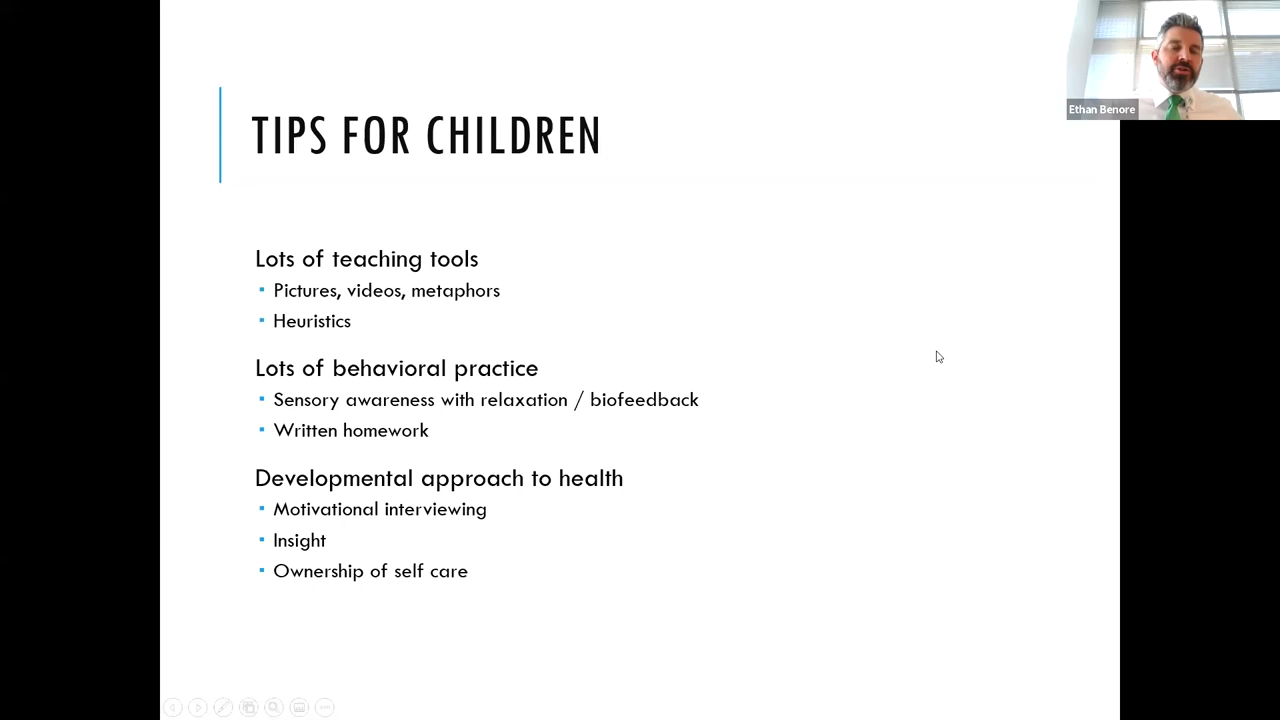 Ethan Benore
TIPS FOR CHILDREN
Lots of teaching tools
Pictures, videos, metaphors
Heuristics
Lots of behavioral practice
Sensory awareness with relaxation / biofeedback
Written homework
Developmental approach to health
Motivational interviewing
Insight
Ownership of self care